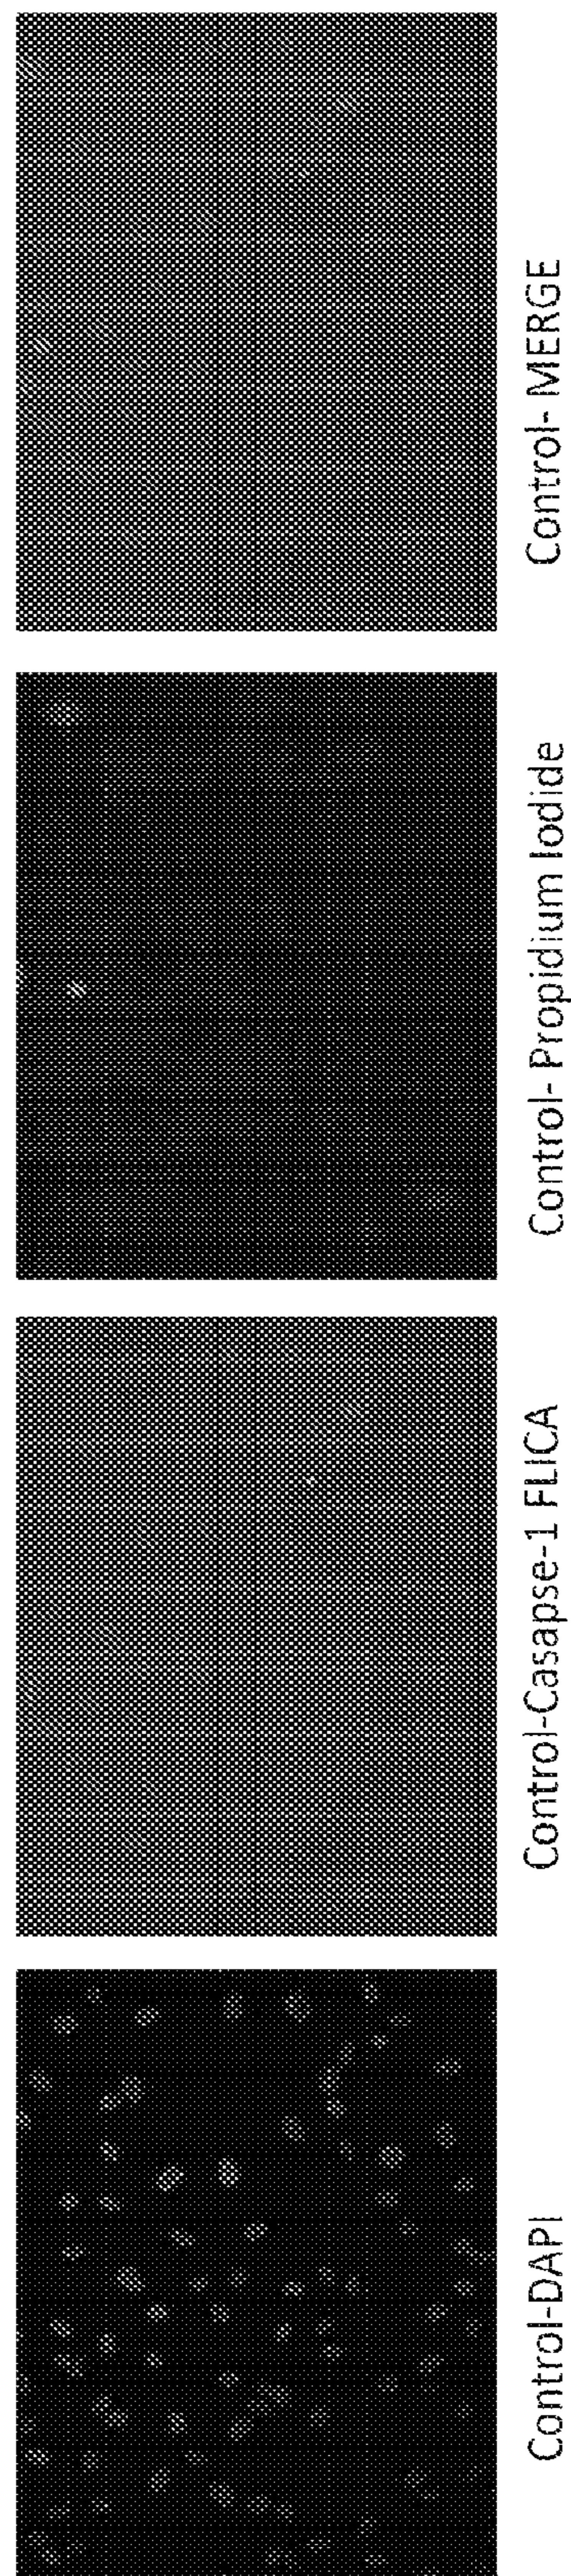 Control-DAPI
Control-Casapse-1 FLICA
Control- Propidium Iodide
Control- MERGE